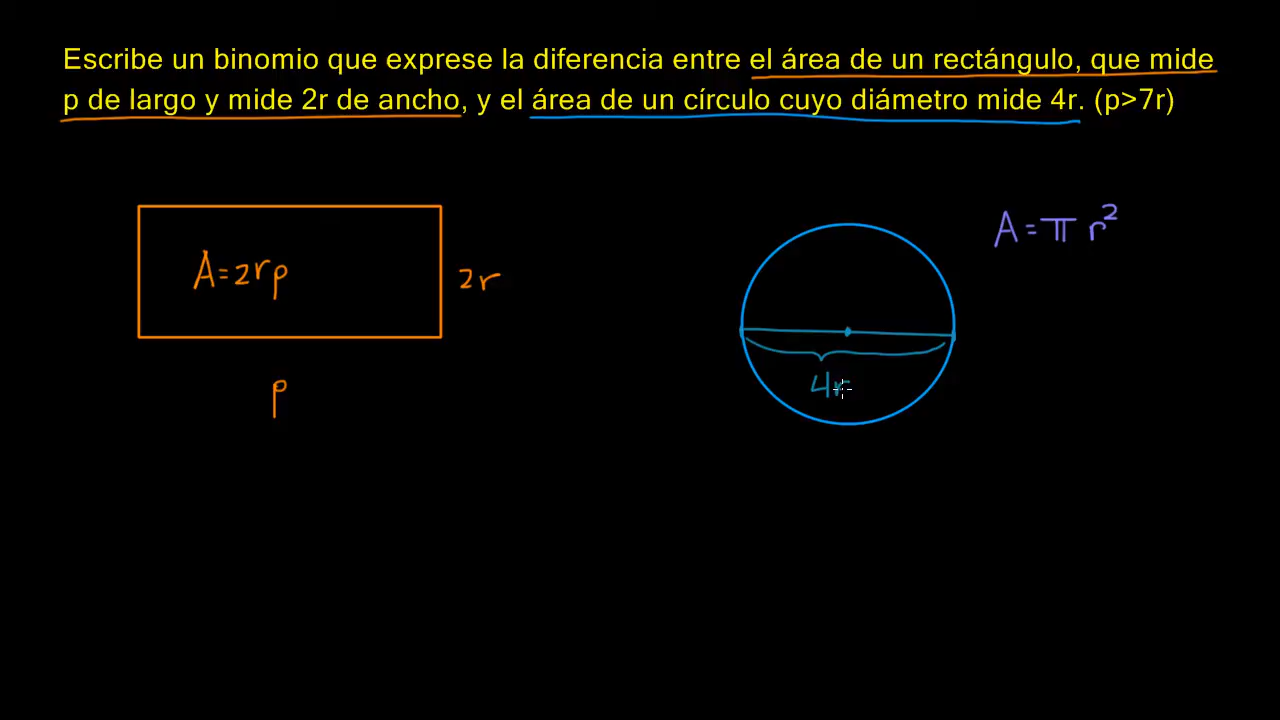 Escribe un binomio que exprese la diferencia entre el área de un rectángulo, que mide
p de largo y mide 2r de ancho, y el área de un círculo cuyo diámetro mide 4r. (p>7r)
A = π r²
A=2rp
2r
p
4r